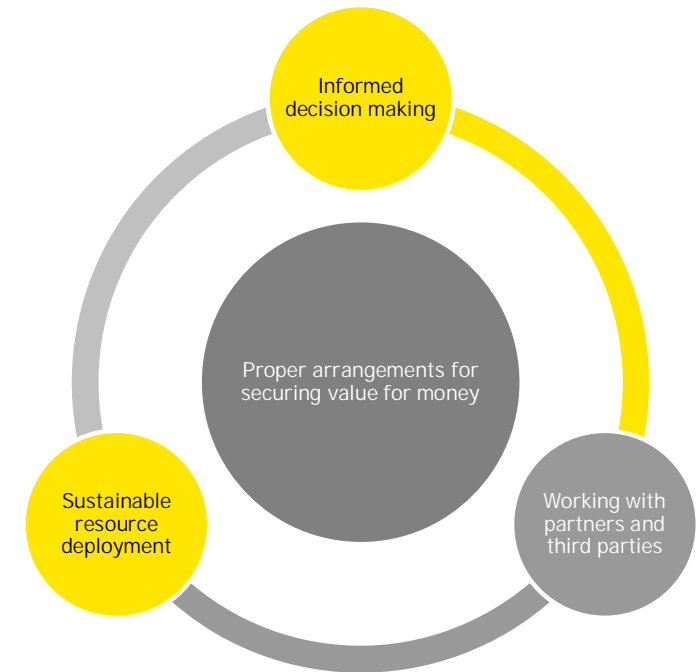 Informed
decision making
Proper arrangements for
securing value for money
Sustainable
resource
deployment
Working with
partners and
third parties